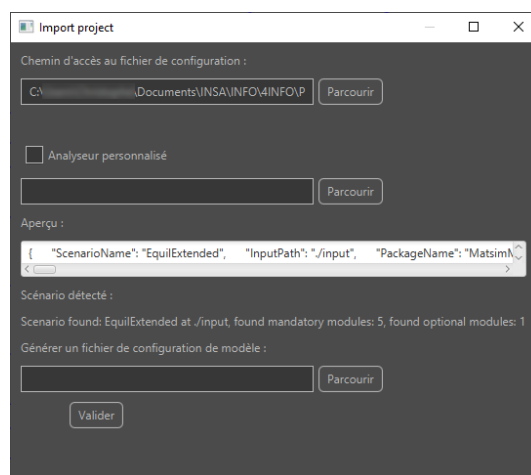 Import project
Chemin d'accès au fichier de configuration :
C:\ \Documents\INSA\INFO\4INFO\P
Parcourir
Analyseur personnalisé
Parcourir
Aperçu :
{ "ScenarioName": "EquilExtended", "InputPath": "./input", "PackageName": "Matsim
Scénario détecté :
Scenario found: EquilExtended at ./input, found mandatory modules: 5, found optional modules: 1
Générer un fichier de configuration de modèle :
Parcourir
Valider